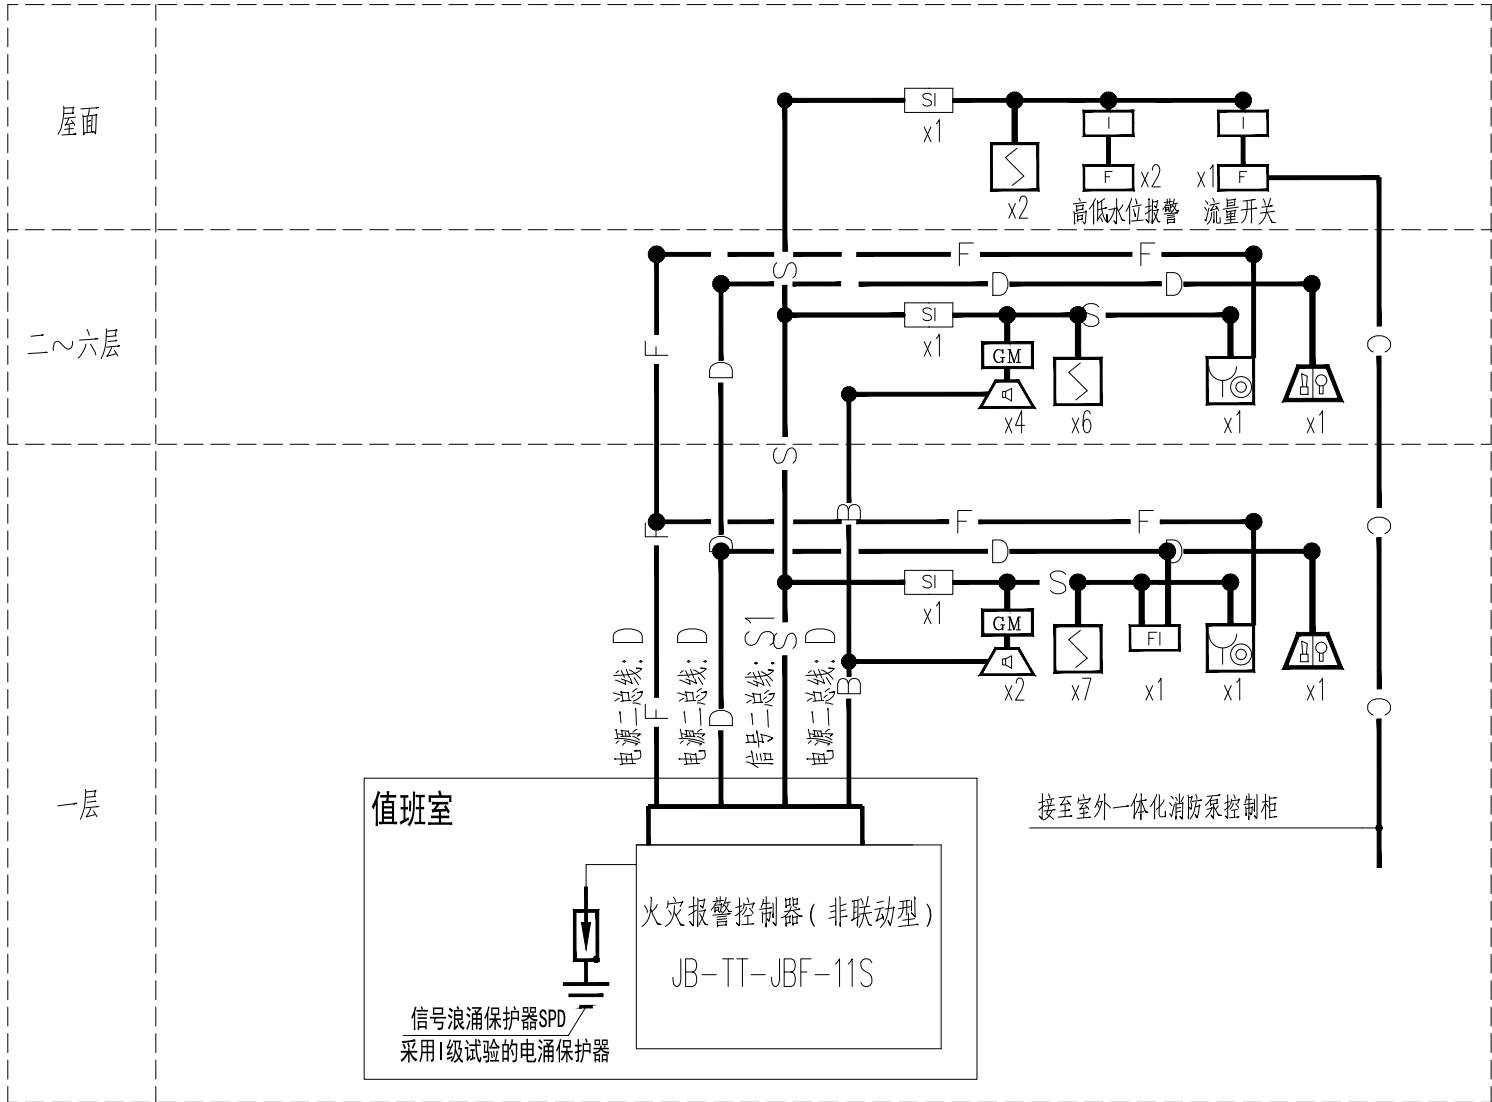 屋面
SI
x1
x2
I
F
x2
高低水位报警
I
x1
F
流量开关
二～六层
F
F
F
D
D
D
S
SI
x1
S
GM
x4
x6
x1
x1
C
S
B
F
F
F
C
D
D
D
一层
SI
x1
S
GM
x2
x7
FI
x1
x1
x1
S
B
F
D
C
电源二总线:D
电源二总线:D
信号二总线:S1
电源二总线:D
值班室
接至室外一体化消防泵控制柜
火灾报警控制器(非联动型)
JB-TT-JBF-11S
信号浪涌保护器SPD
采用I级试验的电涌保护器